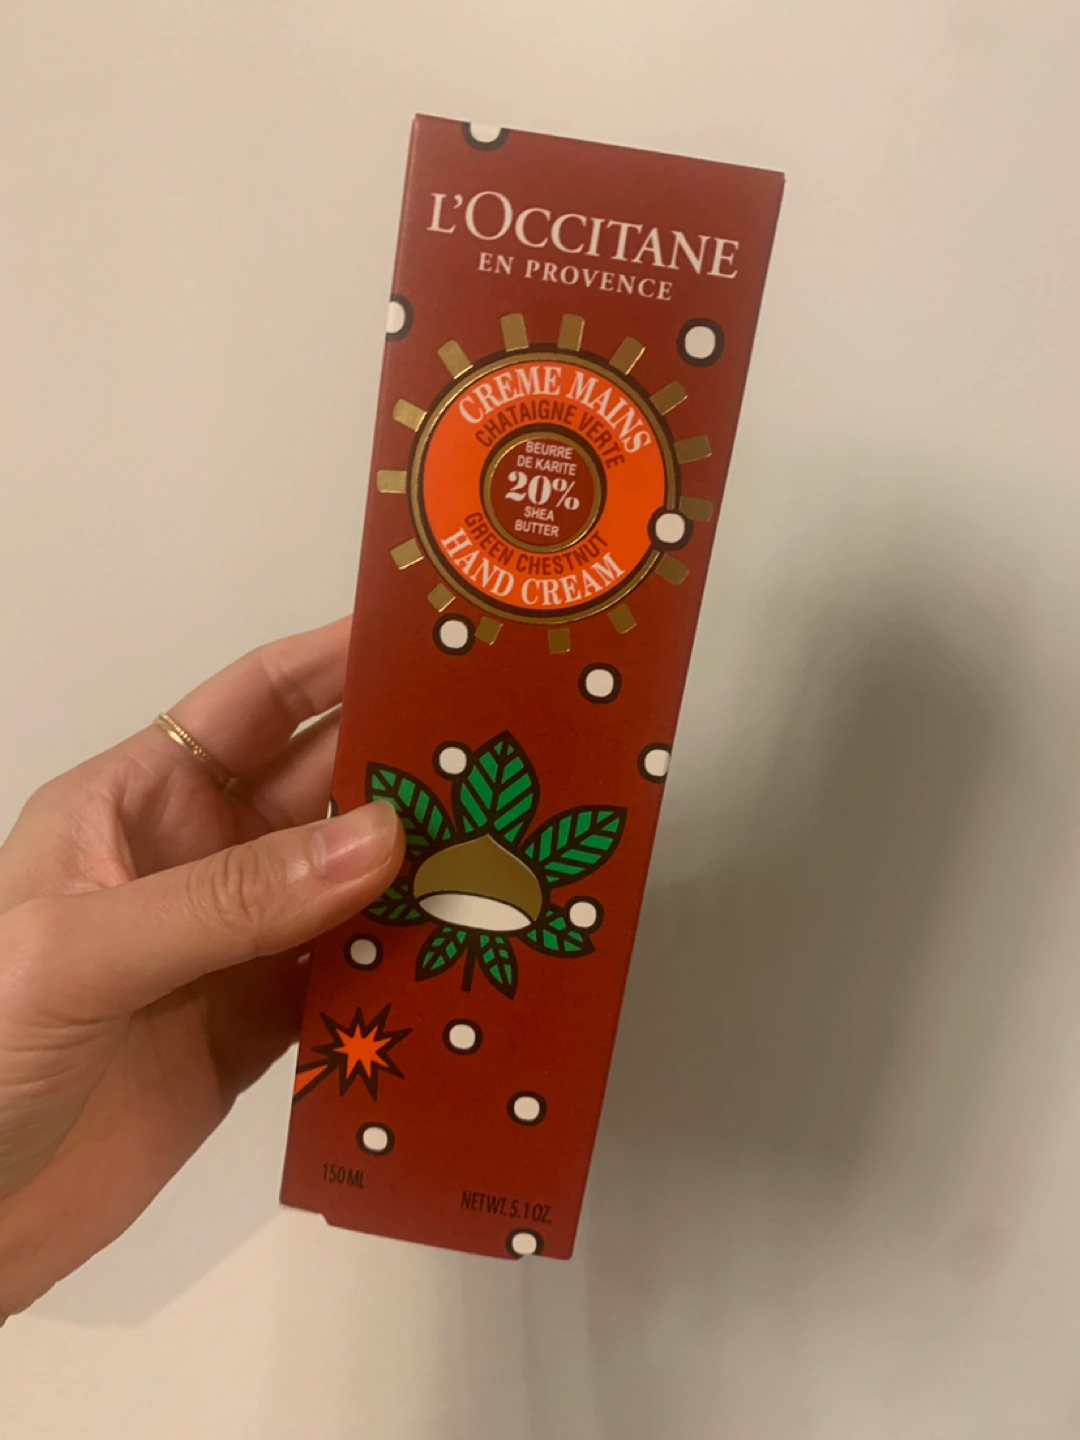 L'OCCITANE
EN PROVENCE
CREME MAINS
CHATAIGNE VERTE
BEURRE
DE KARITE
20%
SHEA
BUTTER
GREEN CHESTNUT
HAND CREAM
150 ML
NET WT. 5.1 OZ.